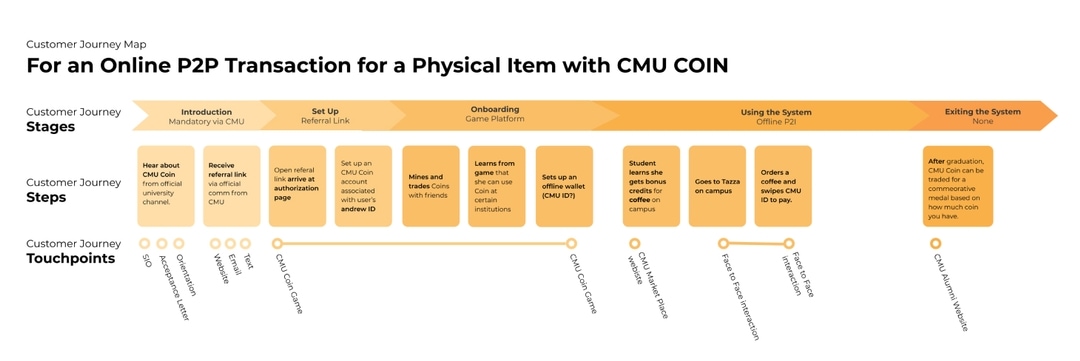 Customer Journey Map
For an Online P2P Transaction for a Physical Item with CMU COIN
Customer Journey
Stages
Introduction
Mandatory via CMU
Set Up
Referral Link
Onboarding
Game Platform
Using the System
Offline P2I
Exiting the System
None
Customer Journey
Steps
Hear about
CMU Coin
from official
university
channel.
Receive
referral link
via official
comm from
CMU
Open referal
link arrive at
authorization
page
Set up an
CMU Coin
account
associated
with user's
andrew ID
Mines and
trades Coins
with friends
Learns from
game that
she can use
Coin at
certain
institutions
Sets up an
offline wallet
(CMU ID?)
Student
learns she
gets bonus
credits for
coffee on
campus
Goes to Tazza
on campus
Orders a
coffee and
swipes CMU
ID to pay.
After graduation,
CMU Coin can be
traded for a
commeorative
medal based on
how much coin
you have.
Customer Journey
Touchpoints
SIO
Acceptance Letter
Orientation
Website
Email
Text
CMU Coin Game
CMU Coin Game
CMU Market Place
webiste
Face to Face interaction
Face to Face
interaction
CMU Alumni Website